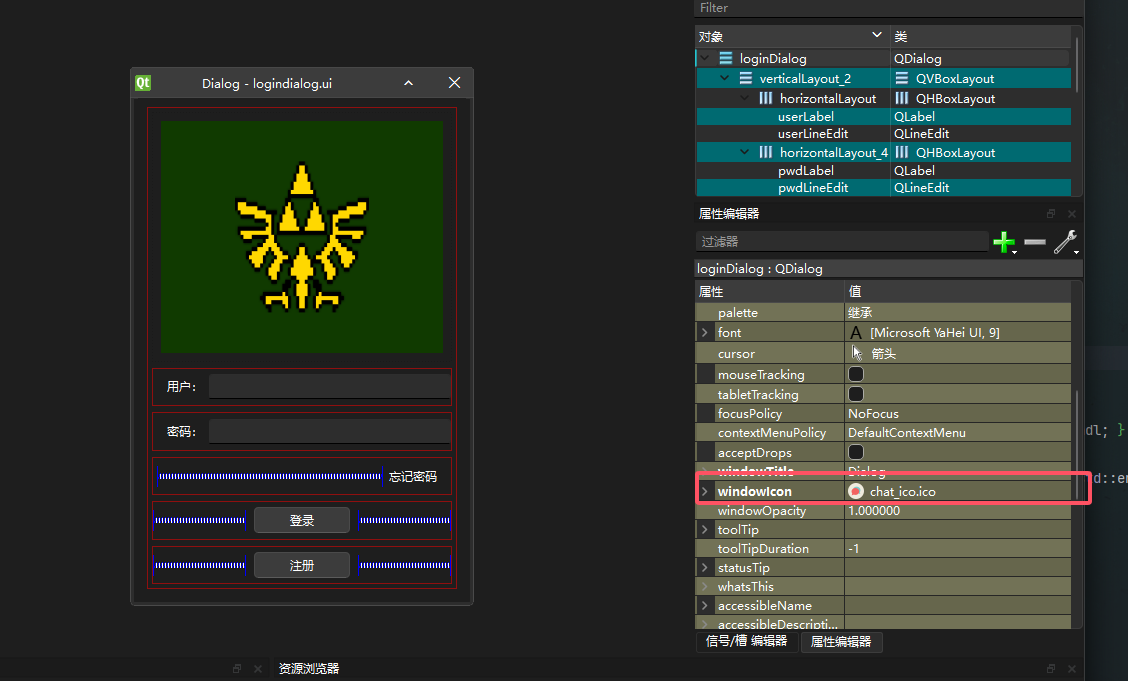 Filter
对象 类
loginDialog QDialog
verticalLayout_2 QVBoxLayout
horizontalLayout QHBoxLayout
userLabel QLabel
userLineEdit QLineEdit
horizontalLayout_4 QHBoxLayout
pwdLabel QLabel
pwdLineEdit QLineEdit
Qt Dialog - logindialog.ui
用户:
密码:
忘记密码
登录
注册
属性编辑器
过滤器
loginDialog : QDialog
属性 值
palette 继承
font A [Microsoft YaHei UI, 9]
cursor 箭头
mouseTracking
tabletTracking
focusPolicy NoFocus
contextMenuPolicy DefaultContextMenu
acceptDrops
windowTitle Dialog
windowIcon chat_ico.ico
windowOpacity 1.000000
toolTip
toolTipDuration -1
statusTip
whatsThis
accessibleName
accessibleDescripti...
信号/槽 编辑器 属性编辑器
资源浏览器
dl; }
d::en